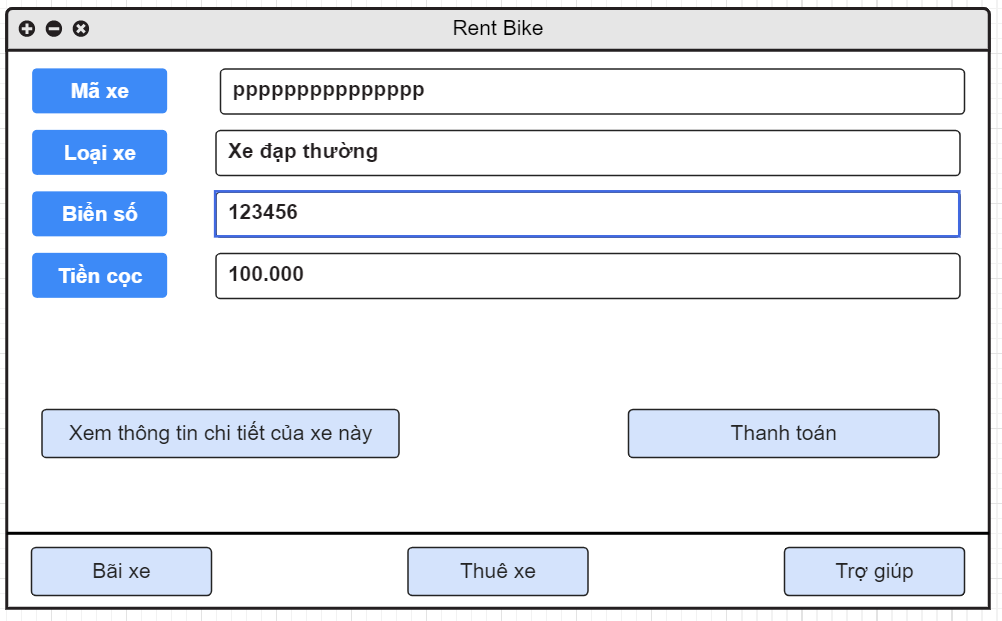 Rent Bike
Mã xe
ppppppppppppppp
Loại xe
Xe đạp thường
Biển số
123456
Tiền cọc
100.000
Xem thông tin chi tiết của xe này
Thanh toán
Bãi xe
Thuê xe
Trợ giúp